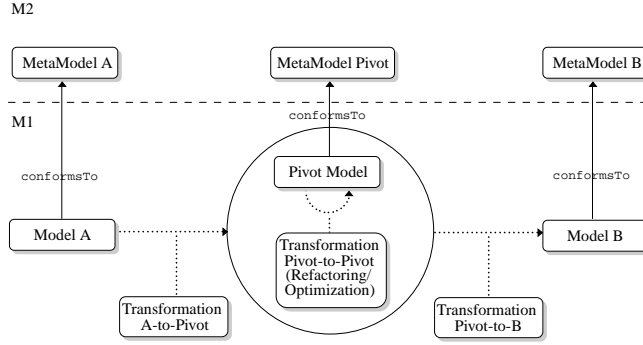 M2
MetaModel A
MetaModel Pivot
MetaModel B
M1
conformsTo
Pivot Model
conformsTo
conformsTo
Model A
Model B
Transformation
Pivot-to-Pivot
(Refactoring/
Optimization)
Transformation
A-to-Pivot
Transformation
Pivot-to-B